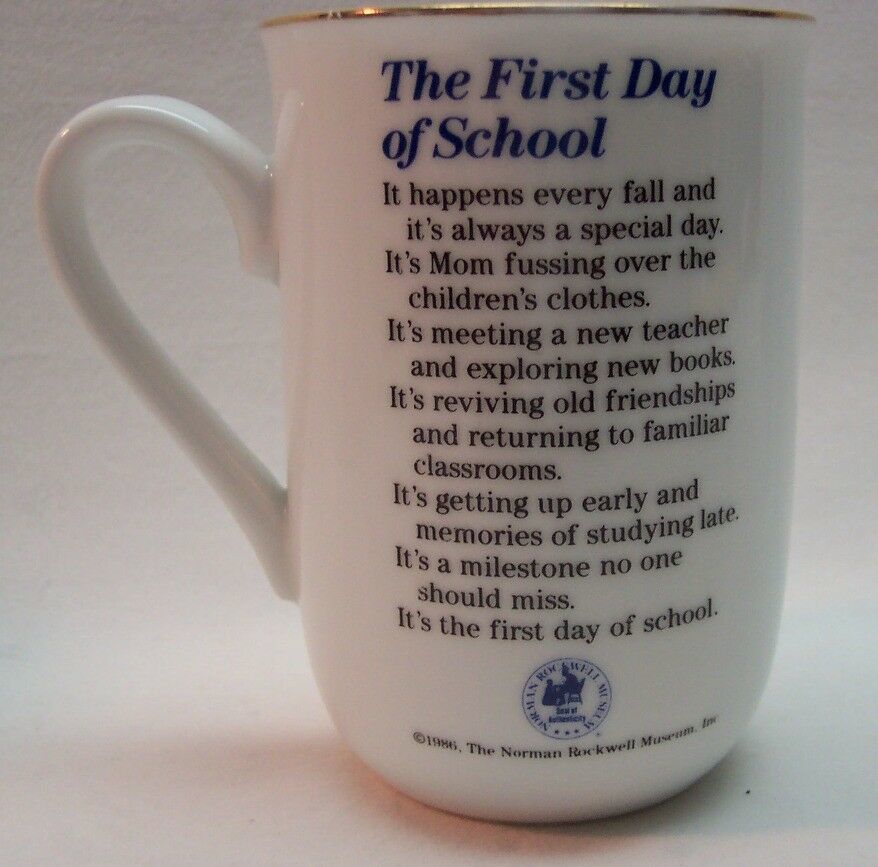 The First Day
of School
It happens every fall and
it's always a special day.
It's Mom fussing over the
children's clothes.
It's meeting a new teacher
and exploring new books.
It's reviving old friendships
and returning to familiar
classrooms.
It's getting up early and
memories of studying late.
It's a milestone no one
should miss.
It's the first day of school.
NORMAN ROCKWELL MUSEUM
Seal of
Authenticity
★ ★ ★
®
©1986, The Norman Rockwell Museum, Inc